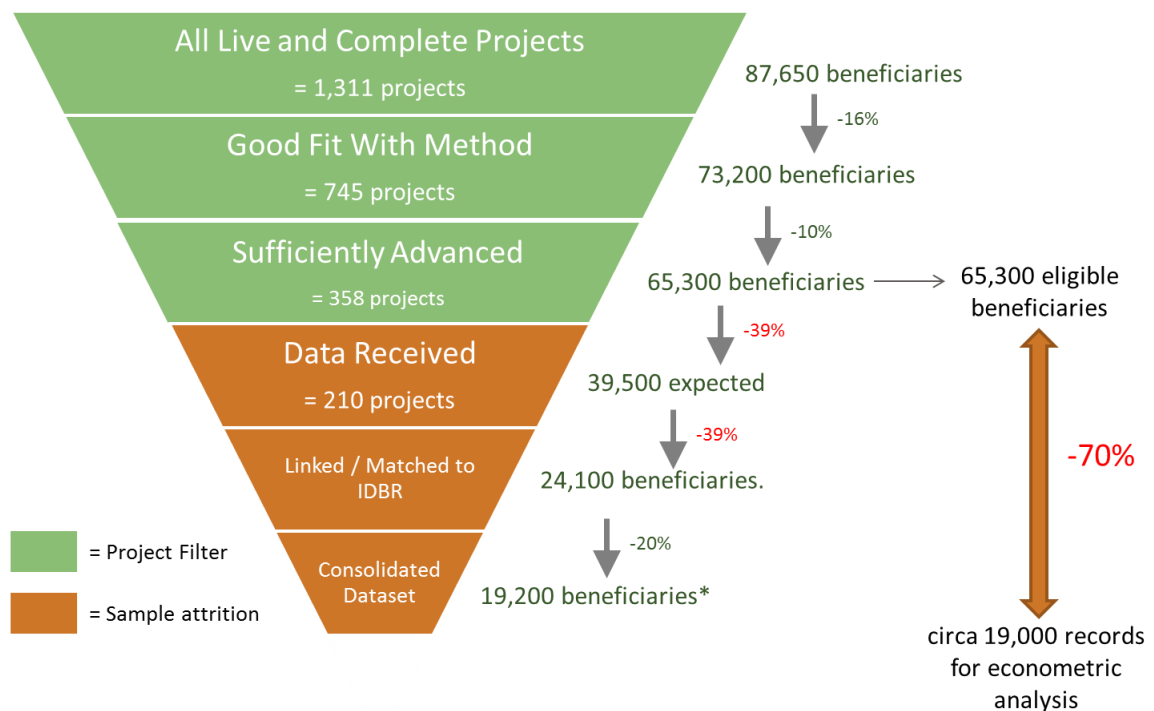 All Live and Complete Projects
= 1,311 projects
87,650 beneficiaries
-16%
Good Fit With Method
= 745 projects
73,200 beneficiaries
-10%
Sufficiently Advanced
= 358 projects
65,300 beneficiaries
65,300 eligible
beneficiaries
-39%
Data Received
= 210 projects
39,500 expected
-39%
-70%
Linked / Matched to
IDBR
24,100 beneficiaries.
-20%
= Project Filter
Consolidated
Dataset
19,200 beneficiaries*
= Sample attrition
circa 19,000 records
for econometric
analysis